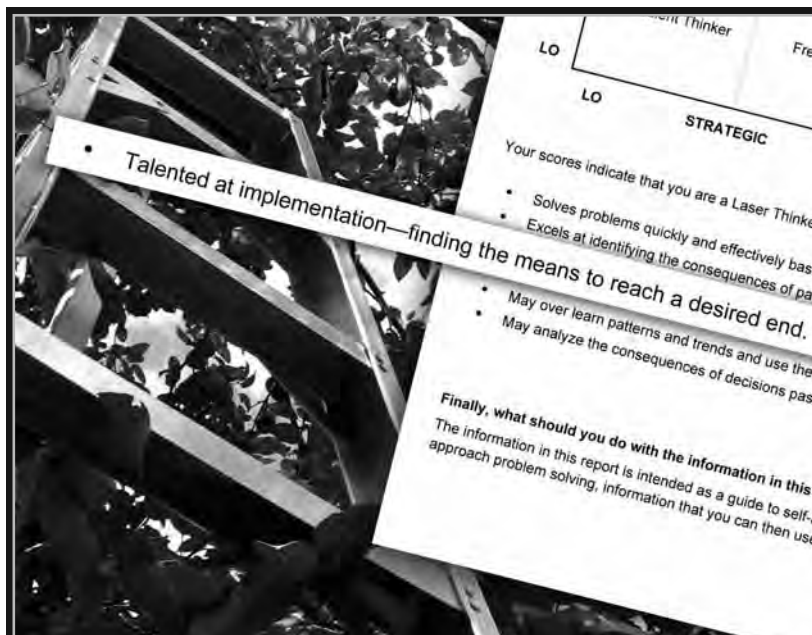 Thinker
Fre
LO
LO
STRATEGIC
Your scores indicate that you are a Laser Thinke
• Solves problems quickly and effectively bas
• Excels at identifying the consequences of pa
• Talented at implementation—finding the means to reach a desired end.
• May over learn patterns and trends and use the
• May analyze the consequences of decisions pas
Finally, what should you do with the information in this
The information in this report is intended as a guide to self-
approach problem solving, information that you can then use